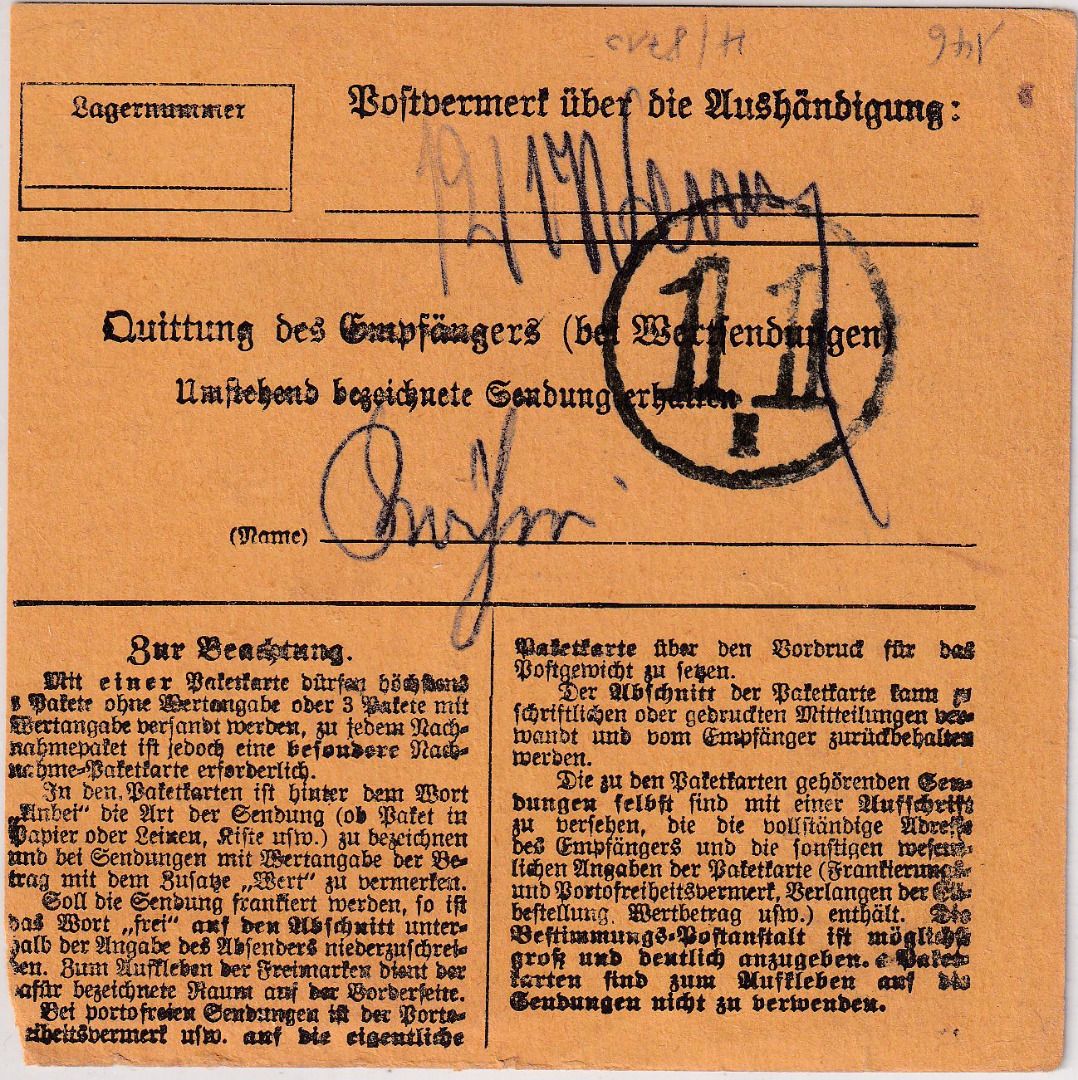 146
Lagernummer
Postvermerk über die Aushändigung:
11
Quittung des Empfängers (bei Wertsendungen)
Umstehend bezeichnete Sendung erhalten
(Name)
Zur Beachtung.
Mit einer Paketkarte dürfen höchstens
Pakete ohne Wertangabe oder 3 Pakete mit
Wertangabe versandt werden, zu jedem Nach-
nahmepaket ist jedoch eine besondere Nach-
nahme-Paketkarte erforderlich.
In den Paketkarten ist hinter dem Wort
„Anbei" die Art der Sendung (ob Paket in
Papier oder Leinen, Kiste usw.) zu bezeichnen
und bei Sendungen mit Wertangabe der Be-
trag mit dem Zusatze „Wert" zu vermerken.
Soll die Sendung frankiert werden, so ist
das Wort „frei" auf den Abschnitt unter-
halb der Angabe des Absenders niederzuschrei-
ben. Zum Aufkleben der Freimarken dient der
dafür bezeichnete Raum auf der Vorderseite.
Bei portofreien Sendungen ist der Porto-
freiheitsvermerk usw. auf die eigentliche
Paketkarte über den Vordruck für das
Postgewicht zu setzen.
Der Abschnitt der Paketkarte kann zu
schriftlichen oder gedruckten Mitteilungen ver-
wandt und vom Empfänger zurückbehalten
werden.
Die zu den Paketkarten gehörenden Sen-
dungen selbst sind mit einer Aufschrift
zu versehen, die die vollständige Adresse
des Empfängers und die sonstigen wesent-
lichen Angaben der Paketkarte (Frankierung-
und Portofreiheitsvermerk, Verlangen der Eil-
bestellung, Wertbetrag usw.) enthält. Die
Bestimmungs-Postanstalt ist möglichst
groß und deutlich anzugeben. Paket-
karten sind zum Aufkleben auf die
Sendungen nicht zu verwenden.